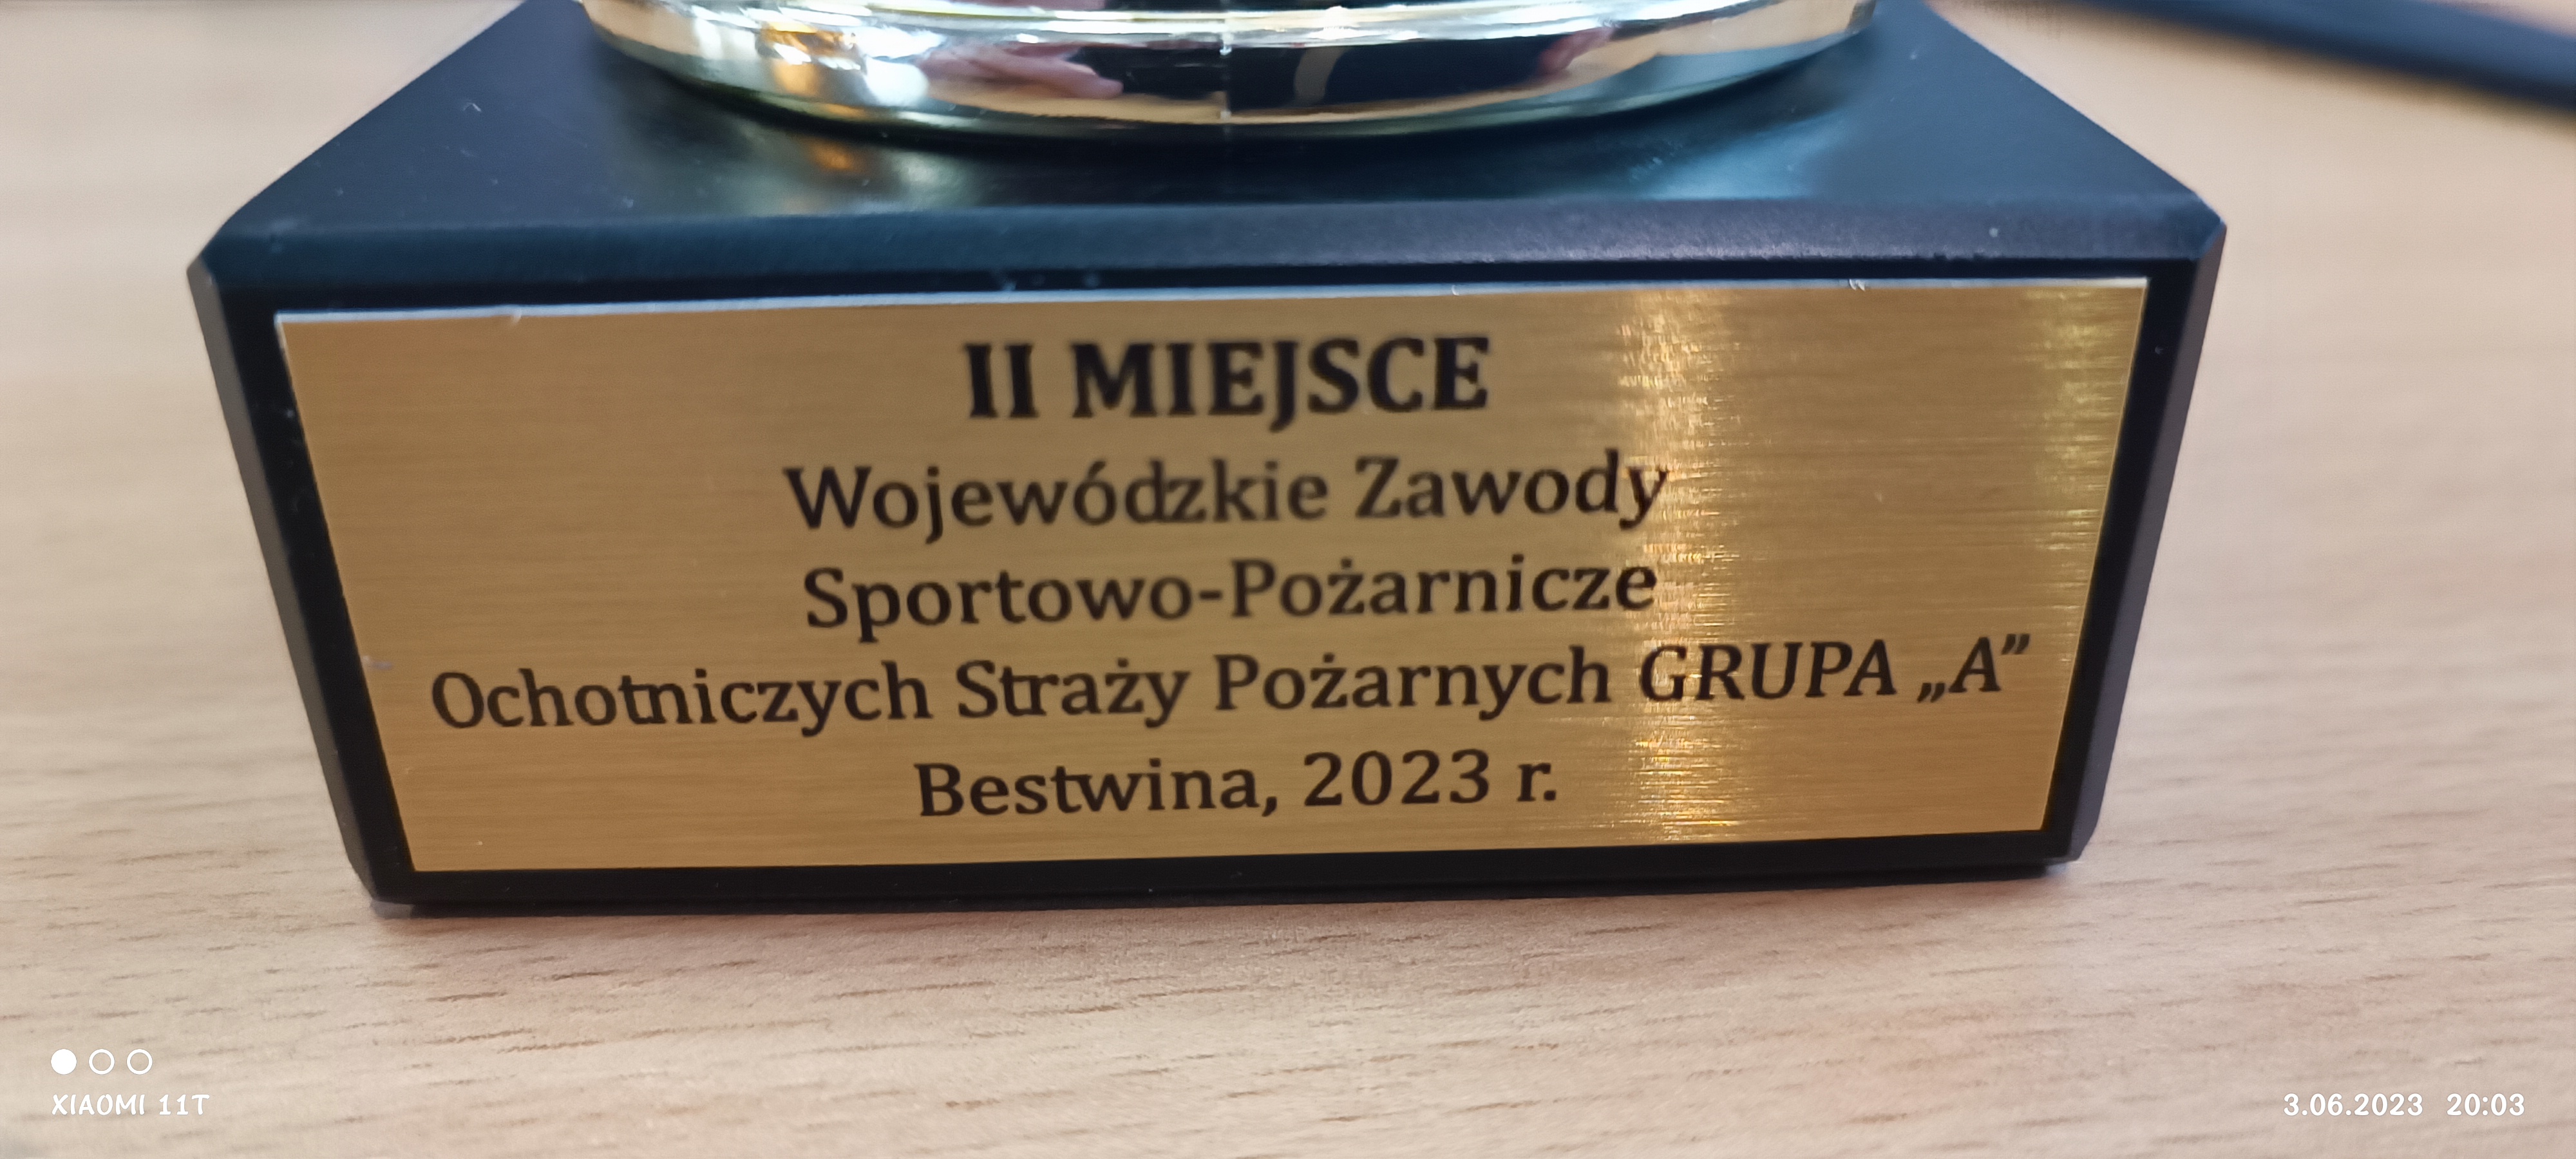 II MIEJSCE
Wojewódzkie Zawody
Sportowo-Pożarnicze
Ochotniczych Straży Pożarnych GRUPA „A”
Bestwina, 2023 r.
XIAOMI 11T
3.06.2023 20:03